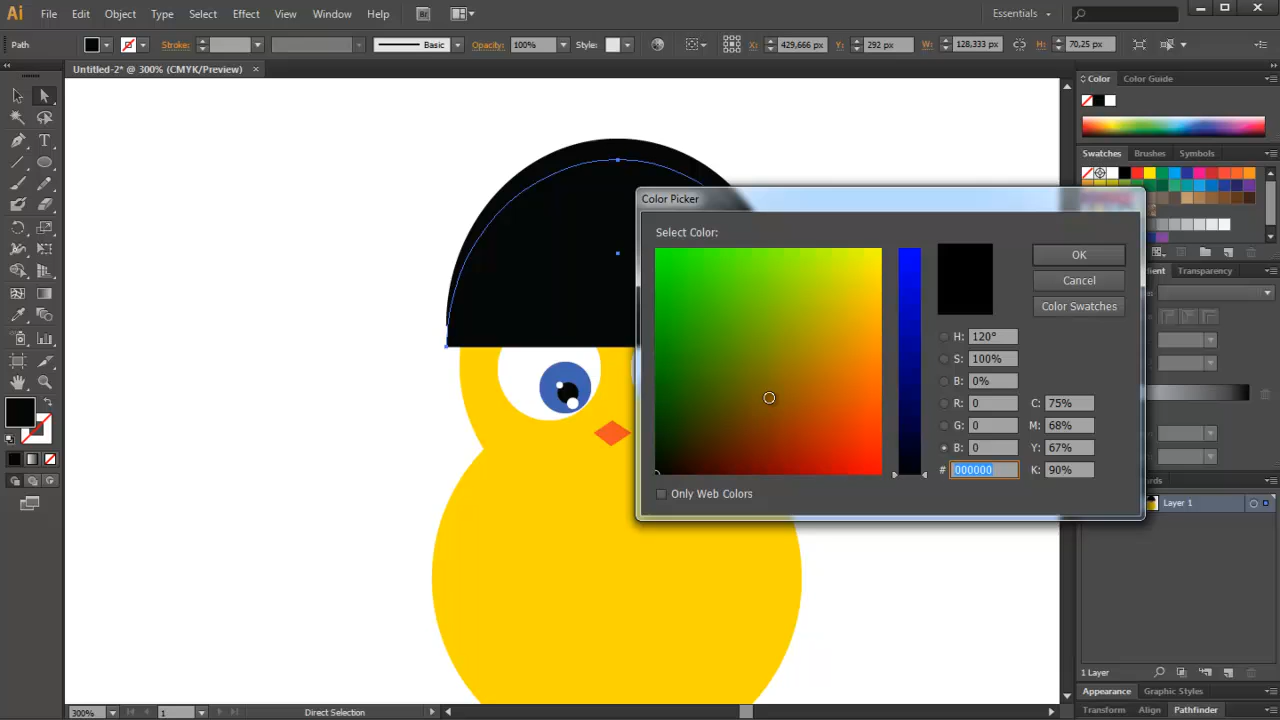 Ai File Edit Object Type Select Effect View Window Help Br Essentials
Path Stroke: Basic Opacity: 100% Style: X: 429,666 px Y: 292 px W: 128,333 px H: 70,25 px
Untitled-2* @ 300% (CMYK/Preview)
Color Color Guide
Swatches Brushes Symbols
Color Picker
Select Color:
OK
Cancel
Color Swatches
Transparency
H: 120°
S: 100%
B: 0%
R: 0 C: 75%
G: 0 M: 68%
B: 0 Y: 67%
# 000000 K: 90%
Only Web Colors
Layer 1
1 Layer
Appearance Graphic Styles
Transform Align Pathfinder
300% 1 Direct Selection